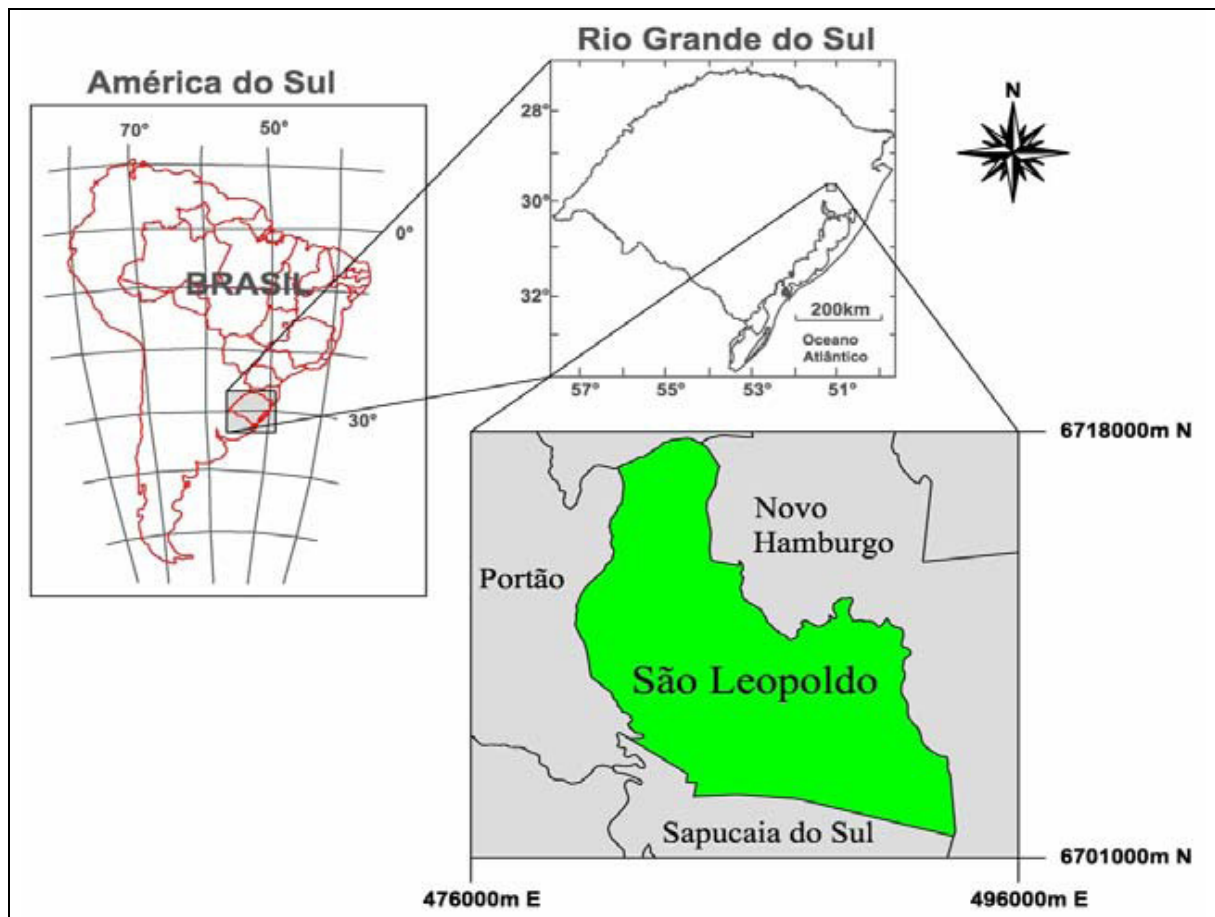 América do Sul
70°
50°
0°
BRASIL
30°
Rio Grande do Sul
28°
30°
32°
200km
Oceano
Atlântico
57°
55°
53°
51°
N
6718000m N
Novo
Hamburgo
Portão
São Leopoldo
Sapucaia do Sul
6701000m N
476000m E
496000m E